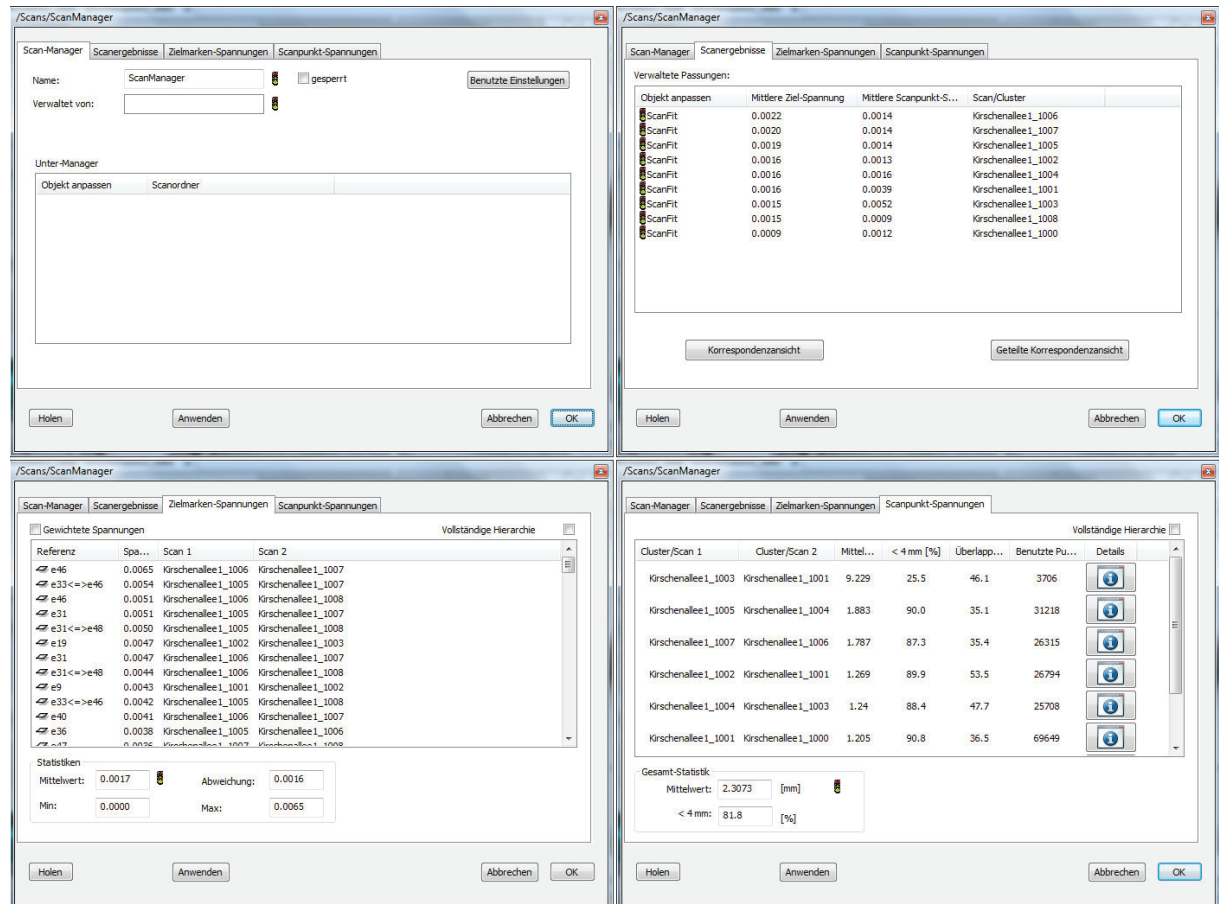 /Scans/ScanManager
Scan-Manager Scanergebnisse Zielmarken-Spannungen Scanpunkt-Spannungen
Name: ScanManager gesperrt Benutzte Einstellungen
Verwaltet von:
Unter-Manager
Objekt anpassen Scanordner
Holen Anwenden Abbrechen OK
/Scans/ScanManager
Scan-Manager Scanergebnisse Zielmarken-Spannungen Scanpunkt-Spannungen
Verwaltete Passungen:
Objekt anpassen Mittlere Ziel-Spannung Mittlere Scanpunkt-S... Scan/Cluster
ScanFit 0.0022 0.0014 Kirschenallee1_1006
ScanFit 0.0020 0.0014 Kirschenallee1_1007
ScanFit 0.0019 0.0014 Kirschenallee1_1005
ScanFit 0.0016 0.0013 Kirschenallee1_1002
ScanFit 0.0016 0.0016 Kirschenallee1_1004
ScanFit 0.0016 0.0039 Kirschenallee1_1001
ScanFit 0.0015 0.0052 Kirschenallee1_1003
ScanFit 0.0015 0.0009 Kirschenallee1_1008
ScanFit 0.0009 0.0012 Kirschenallee1_1000
Korrespondenzansicht Geteilte Korrespondenzansicht
Holen Anwenden Abbrechen OK
/Scans/ScanManager
Scan-Manager Scanergebnisse Zielmarken-Spannungen Scanpunkt-Spannungen
Gewichtete Spannungen Vollständige Hierarchie
Referenz Spa... Scan 1 Scan 2
e46 0.0065 Kirschenallee1_1006 Kirschenallee1_1007
e33<=>e46 0.0054 Kirschenallee1_1005 Kirschenallee1_1007
e46 0.0051 Kirschenallee1_1006 Kirschenallee1_1008
e31 0.0051 Kirschenallee1_1005 Kirschenallee1_1007
e31<=>e48 0.0050 Kirschenallee1_1005 Kirschenallee1_1008
e19 0.0047 Kirschenallee1_1002 Kirschenallee1_1003
e31 0.0047 Kirschenallee1_1006 Kirschenallee1_1007
e31<=>e48 0.0044 Kirschenallee1_1006 Kirschenallee1_1008
e9 0.0043 Kirschenallee1_1001 Kirschenallee1_1002
e33<=>e46 0.0042 Kirschenallee1_1005 Kirschenallee1_1008
e40 0.0041 Kirschenallee1_1006 Kirschenallee1_1007
e36 0.0038 Kirschenallee1_1005 Kirschenallee1_1006
e47 0.0036 Kirschenallee1_1007 Kirschenallee1_1008
Statistiken
Mittelwert: 0.0017 Abweichung: 0.0016
Min: 0.0000 Max: 0.0065
Holen Anwenden Abbrechen OK
/Scans/ScanManager
Scan-Manager Scanergebnisse Zielmarken-Spannungen Scanpunkt-Spannungen
Vollständige Hierarchie
Cluster/Scan 1 Cluster/Scan 2 Mittel... < 4 mm [%] Überlapp... Benutzte Pu... Details
Kirschenallee1_1003 Kirschenallee1_1001 9.229 25.5 46.1 3706
Kirschenallee1_1005 Kirschenallee1_1004 1.883 90.0 35.1 31218
Kirschenallee1_1007 Kirschenallee1_1006 1.787 87.3 35.4 26315
Kirschenallee1_1002 Kirschenallee1_1001 1.269 89.9 53.5 26794
Kirschenallee1_1004 Kirschenallee1_1003 1.24 88.4 47.7 25708
Kirschenallee1_1001 Kirschenallee1_1000 1.205 90.8 36.5 69649
Gesamt-Statistik
Mittelwert: 2.3073 [mm]
< 4 mm: 81.8 [%]
Holen Anwenden Abbrechen OK